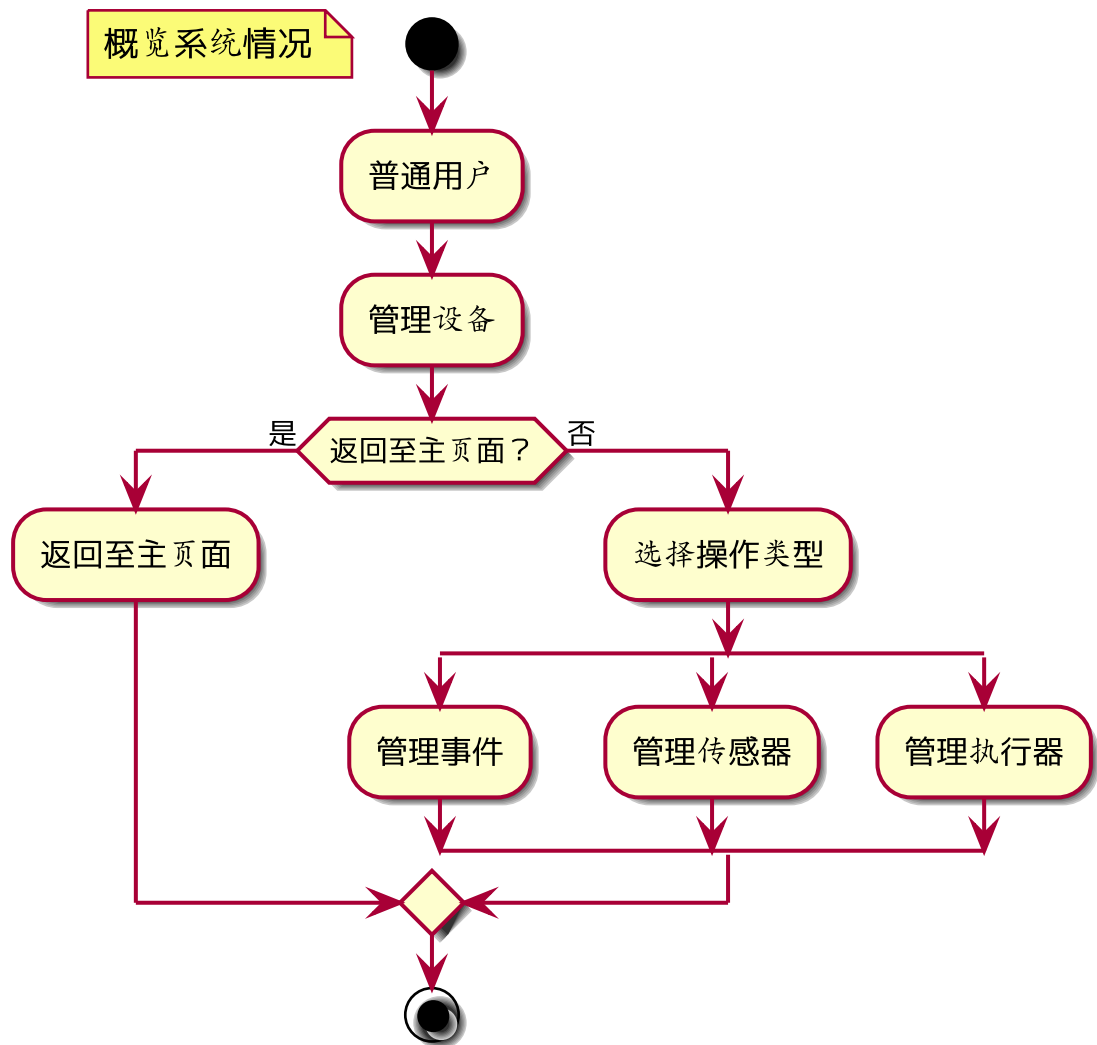 概览系统情况
普通用户
管理设备
是
返回至主页面？
否
返回至主页面
选择操作类型
管理事件
管理传感器
管理执行器